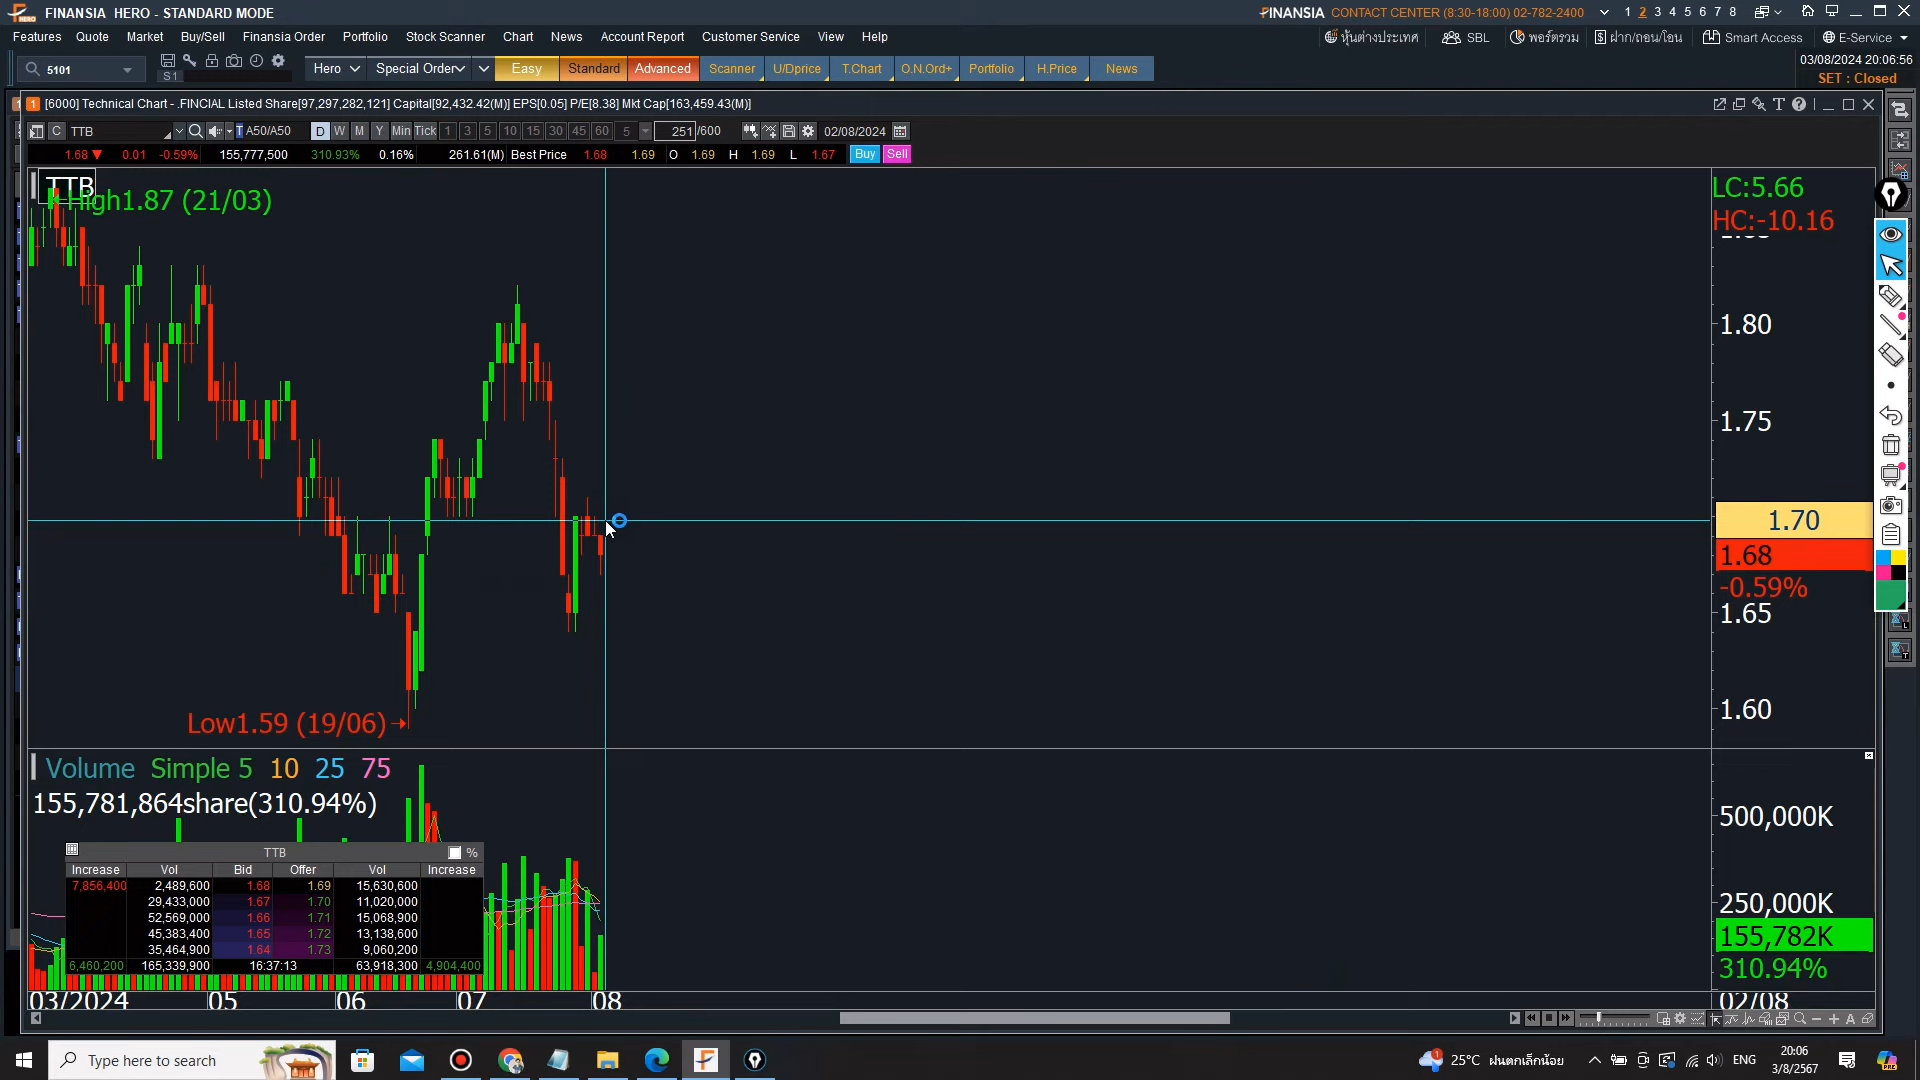 FINANSIA HERO - STANDARD MODE
FINANSIA CONTACT CENTER (8:30-18:00) 02-782-2400 1 2 3 4 5 6 7 8
Features Quote Market Buy/Sell Finansia Order Portfolio Stock Scanner Chart News Account Report Customer Service View Help
หุ้นต่างประเทศ SBL พอร์ตรวม ฝาก/ถอน/โอน Smart Access E-Service
5101 S1 Hero Special Order Easy Standard Advanced Scanner U/Dprice T.Chart O.N.Ord+ Portfolio H.Price News
03/08/2024 20:06:56
SET : Closed
1 [6000] Technical Chart - .FINCIAL Listed Share[97,297,282,121] Capital[92,432.42(M)] EPS[0.05] P/E[8.38] Mkt Cap[163,459.43(M)]
C TTB T A50/A50 D W M Y Min Tick 1 3 5 10 15 30 45 60 5 251 /600 02/08/2024
1.68 ▼ 0.01 -0.59% 155,777,500 310.93% 0.16% 261.61(M) Best Price 1.68 1.69 O 1.69 H 1.69 L 1.67 Buy Sell
TTB
High1.87 (21/03)
LC:5.66
HC:-10.16
1.80
1.75
1.70
1.68
-0.59%
1.65
1.60
Low1.59 (19/06)
Volume Simple 5 10 25 75
155,781,864share(310.94%)
500,000K
250,000K
155,782K
310.94%
TTB %
Increase Vol Bid Offer Vol Increase
7,856,400 2,489,600 1.68 1.69 15,630,600
29,433,000 1.67 1.70 11,020,000
52,569,000 1.66 1.71 15,068,900
45,383,400 1.65 1.72 13,138,600
35,464,900 1.64 1.73 9,060,200
6,460,200 165,339,900 16:37:13 63,918,300 4,904,400
03/2024 05 06 07 08 02/08
Type here to search
25°C ฝนตกเล็กน้อย ENG
20:06
3/8/2567